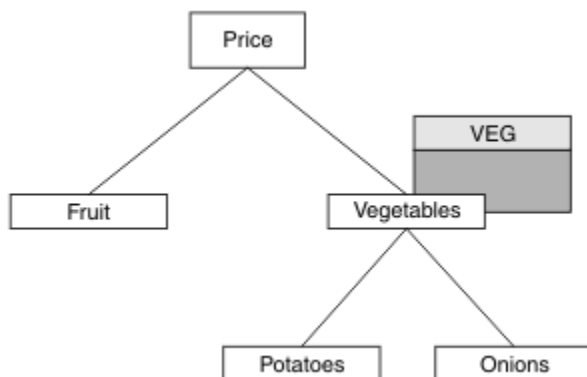 Price
VEG
Fruit
Vegetables
Potatoes
Onions